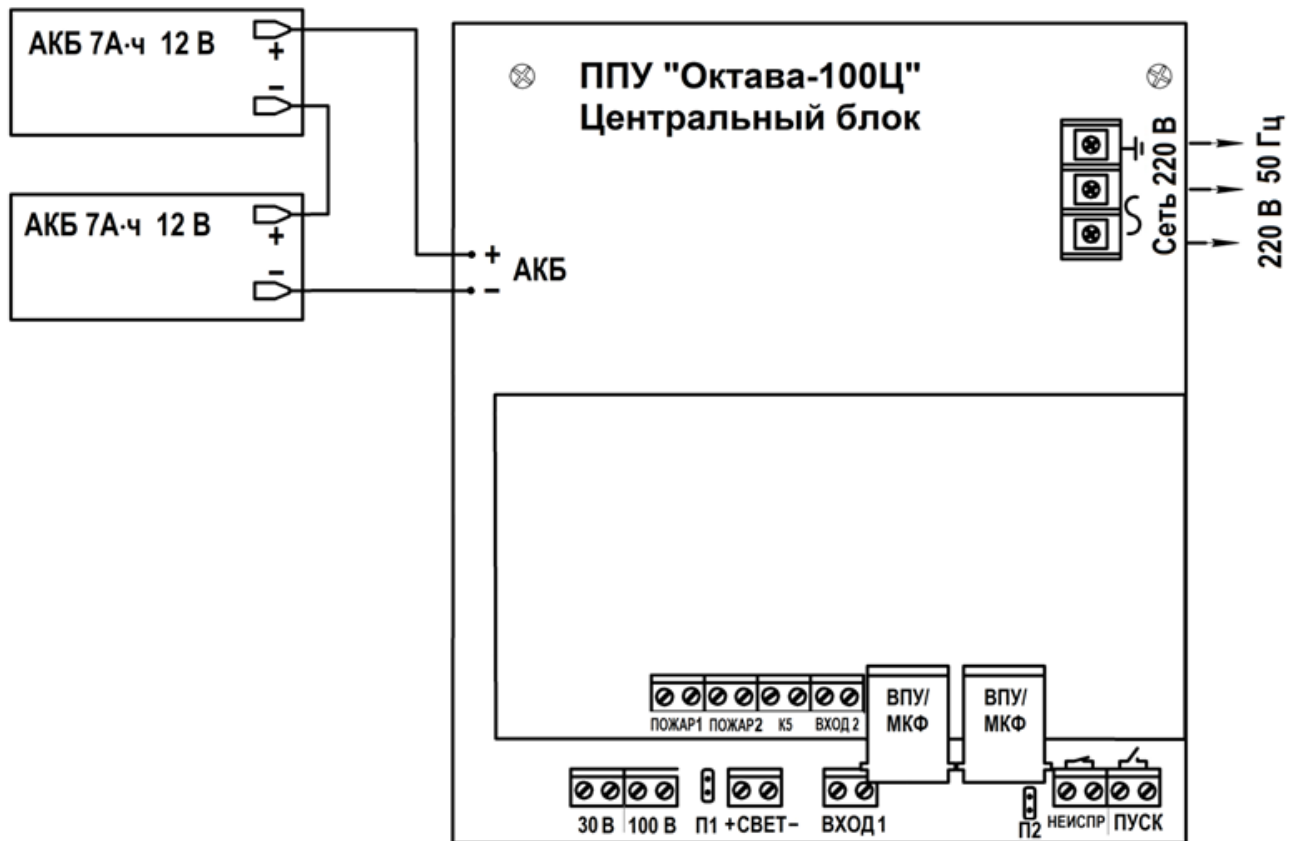 АКБ 7А·ч 12 В
+
−
АКБ 7А·ч 12 В
+
−
ППУ "Октава-100Ц"
Центральный блок
+
−
АКБ
Сеть 220 В
220 В 50 Гц
ПОЖАР1 ПОЖАР2 К5 ВХОД 2
ВПУ/
МКФ
ВПУ/
МКФ
30 В 100 В П1 +СВЕТ− ВХОД 1 П2 НЕИСПР ПУСК